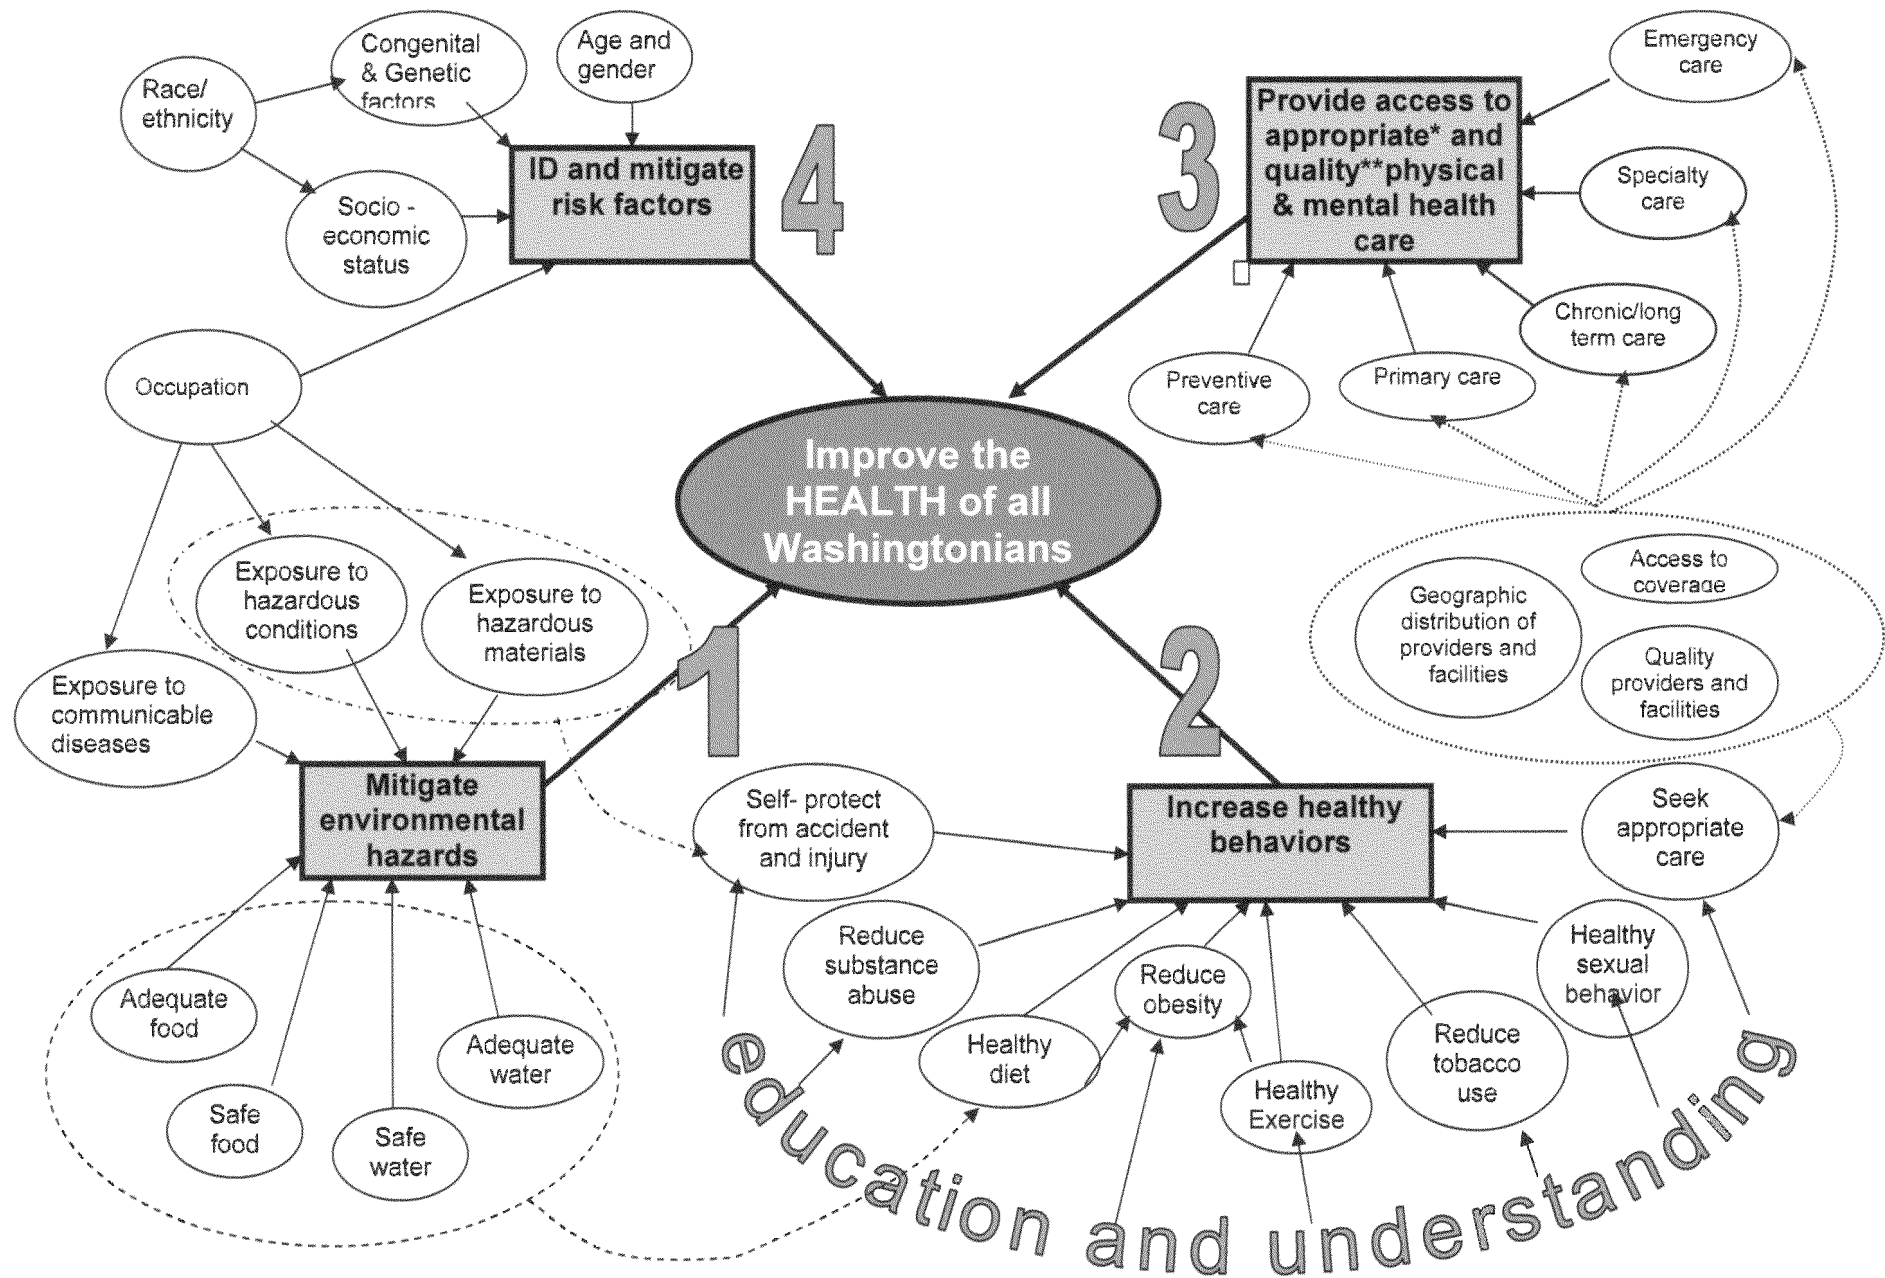 Race/
ethnicity
Congenital
& Genetic
factors
Age and
gender
Socio -
economic
status
ID and mitigate
risk factors
4
3
Provide access to
appropriate* and
quality**physical
& mental health
care
Emergency
care
Specialty
care
Chronic/long
term care
Preventive
care
Primary care
Occupation
Improve the
HEALTH of all
Washingtonians
Exposure to
hazardous
conditions
Exposure to
hazardous
materials
Exposure to
communicable
diseases
Geographic
distribution of
providers and
facilities
Access to
coverage
Quality
providers and
facilities
1
2
Mitigate
environmental
hazards
Self- protect
from accident
and injury
Increase healthy
behaviors
Seek
appropriate
care
Adequate
food
Safe
food
Safe
water
Adequate
water
Reduce
substance
abuse
Healthy
diet
Reduce
obesity
Healthy
Exercise
Reduce
tobacco
use
Healthy
sexual
behavior
education and understanding